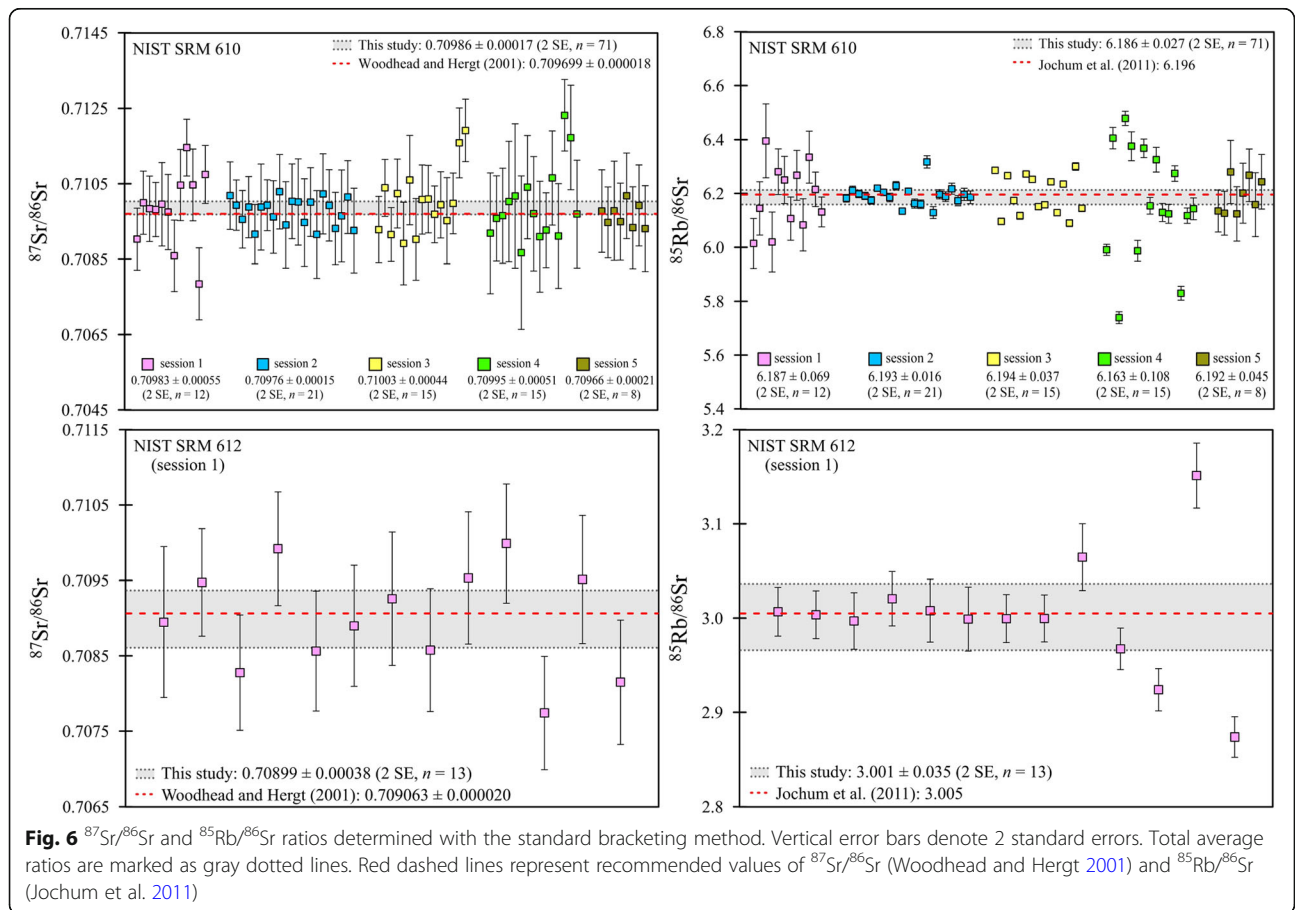 0.7145
0.7125
0.7105
0.7085
0.7065
0.7045
87Sr/86Sr
NIST SRM 610
This study: 0.70986 ± 0.00017 (2 SE, n = 71)
Woodhead and Hergt (2001): 0.709699 ± 0.000018
session 1
0.70983 ± 0.00055
(2 SE, n = 12)
session 2
0.70976 ± 0.00015
(2 SE, n = 21)
session 3
0.71003 ± 0.00044
(2 SE, n = 15)
session 4
0.70995 ± 0.00051
(2 SE, n = 15)
session 5
0.70966 ± 0.00021
(2 SE, n = 8)
6.8
6.6
6.4
6.2
6.0
5.8
5.6
5.4
85Rb/86Sr
NIST SRM 610
This study: 6.186 ± 0.027 (2 SE, n = 71)
Jochum et al. (2011): 6.196
session 1
6.187 ± 0.069
(2 SE, n = 12)
session 2
6.193 ± 0.016
(2 SE, n = 21)
session 3
6.194 ± 0.037
(2 SE, n = 15)
session 4
6.163 ± 0.108
(2 SE, n = 15)
session 5
6.192 ± 0.045
(2 SE, n = 8)
0.7115
0.7105
0.7095
0.7085
0.7075
0.7065
87Sr/86Sr
NIST SRM 612
(session 1)
This study: 0.70899 ± 0.00038 (2 SE, n = 13)
Woodhead and Hergt (2001): 0.709063 ± 0.000020
3.2
3.1
3.0
2.9
2.8
85Rb/86Sr
NIST SRM 612
(session 1)
This study: 3.001 ± 0.035 (2 SE, n = 13)
Jochum et al. (2011): 3.005
Fig. 6 87Sr/86Sr and 85Rb/86Sr ratios determined with the standard bracketing method. Vertical error bars denote 2 standard errors. Total average
ratios are marked as gray dotted lines. Red dashed lines represent recommended values of 87Sr/86Sr (Woodhead and Hergt 2001) and 85Rb/86Sr
(Jochum et al. 2011)